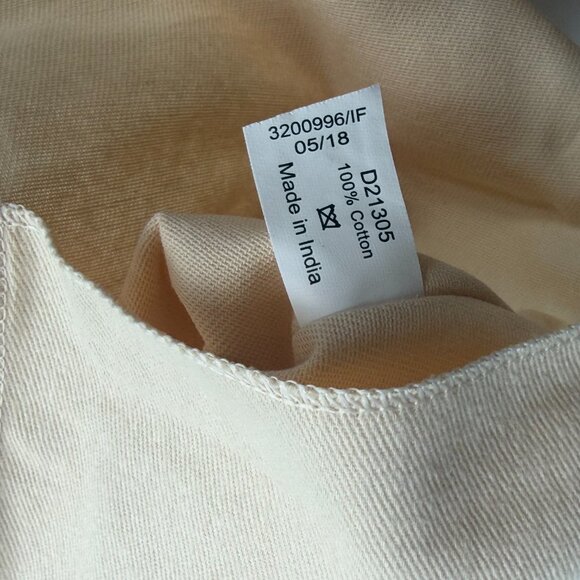 3200996/IF
05/18
D21305
100% Cotton
Made in India